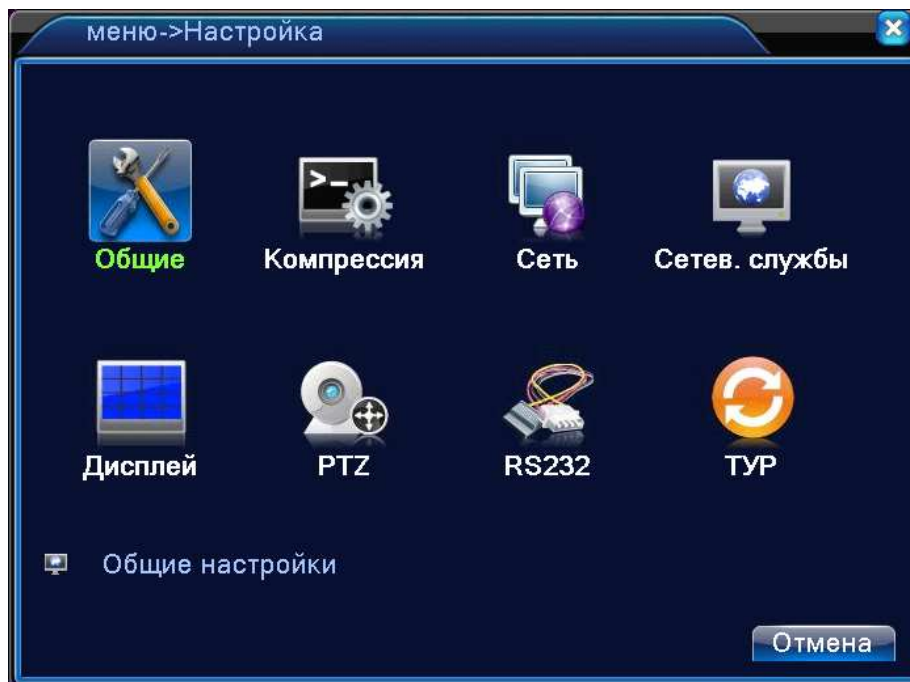 меню->Настройка
Общие Компрессия Сеть Сетев. службы
Дисплей PTZ RS232 ТУР
Общие настройки
Отмена